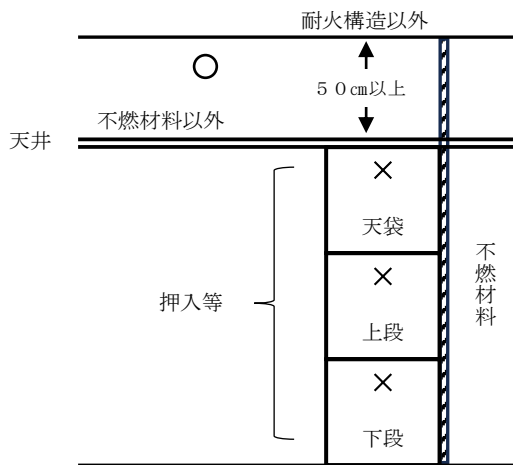 耐火構造以外
○
５０㎝以上
不燃材料以外
天井
×
天袋
不燃材料
×
押入等
上段
×
下段